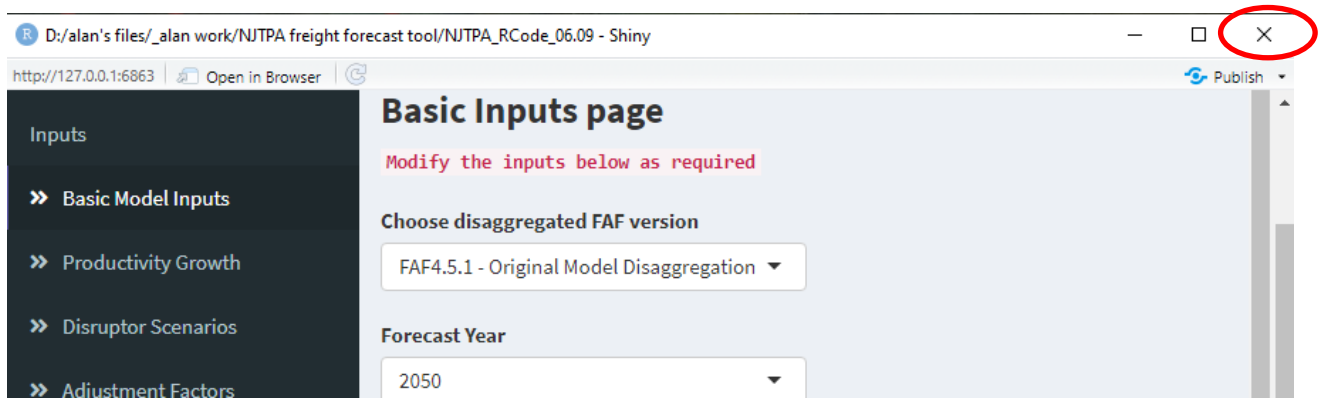 R D:/alan's files/_alan work/NJTPA freight forecast tool/NJTPA_RCode_06.09 - Shiny
http://127.0.0.1:6863 Open in Browser Publish
Inputs
Basic Model Inputs
Productivity Growth
Disruptor Scenarios
Adjustment Factors
Basic Inputs page
Modify the inputs below as required
Choose disaggregated FAF version
FAF4.5.1 - Original Model Disaggregation
Forecast Year
2050